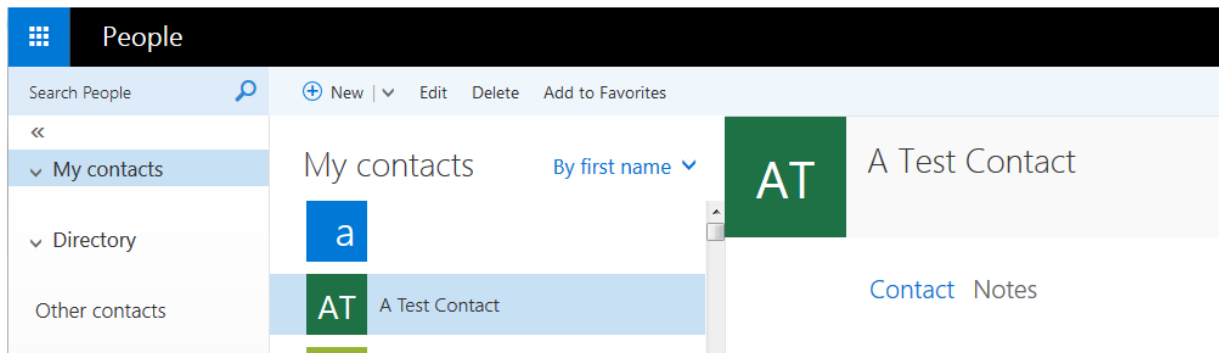 People
Search People
New | Edit Delete Add to Favorites
«
My contacts
Directory
Other contacts
My contacts By first name
a
AT A Test Contact
AT A Test Contact
Contact Notes